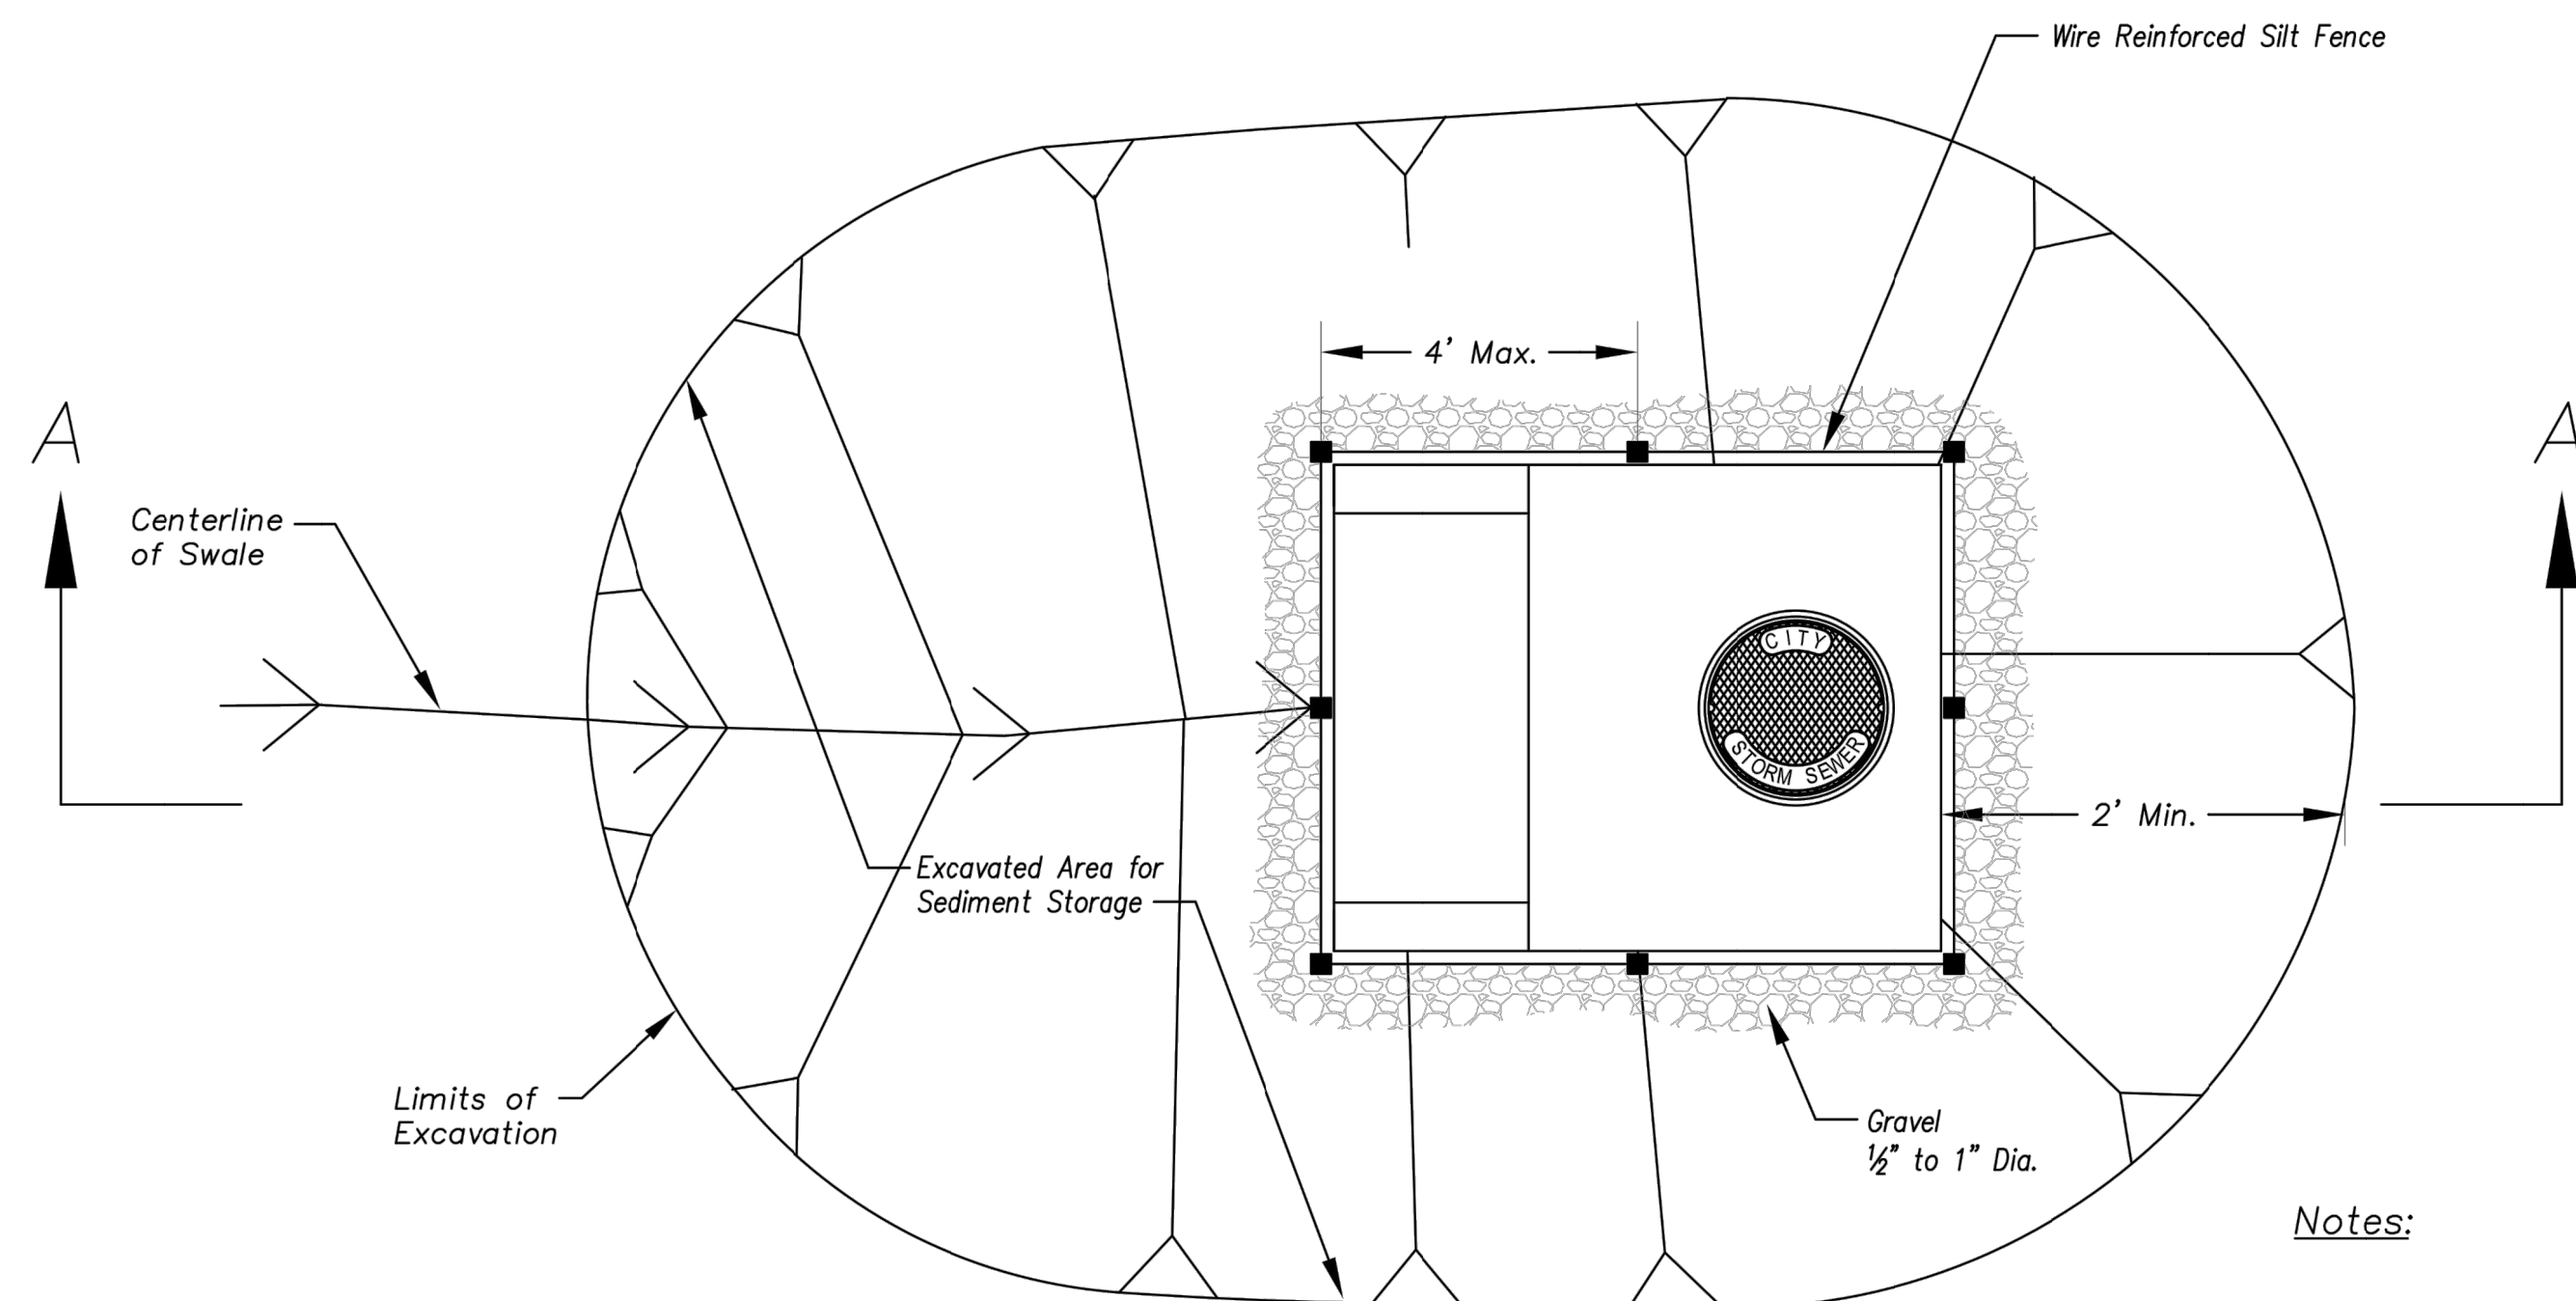 Wire Reinforced Silt Fence
4' Max.
A
A
Centerline
of Swale
CITY
STORM SEWER
2' Min.
Excavated Area for
Sediment Storage
Limits of
Excavation
Gravel
½" to 1" Dia.
Notes: